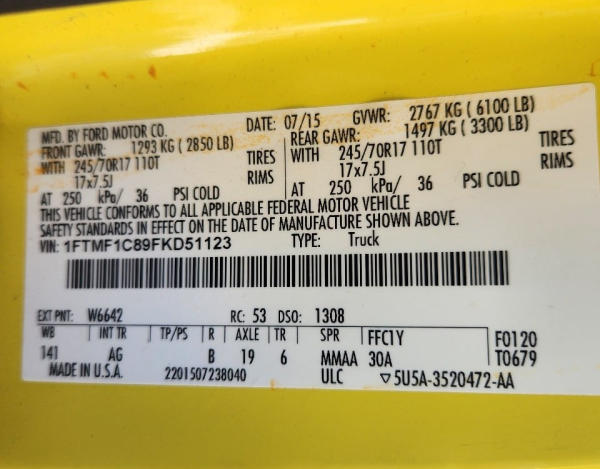 MFD. BY FORD MOTOR CO. DATE: 07/15 GVWR: 2767 KG ( 6100 LB)
FRONT GAWR: 1293 KG ( 2850 LB) REAR GAWR: 1497 KG ( 3300 LB)
WITH 245/70R17 110T TIRES WITH 245/70R17 110T TIRES
17x7.5J RIMS 17x7.5J RIMS
AT 250 kPa/ 36 PSI COLD AT 250 kPa/ 36 PSI COLD
THIS VEHICLE CONFORMS TO ALL APPLICABLE FEDERAL MOTOR VEHICLE
SAFETY STANDARDS IN EFFECT ON THE DATE OF MANUFACTURE SHOWN ABOVE.
VIN: 1FTMF1C89FKD51123 TYPE: Truck
EXT PNT: W6642 RC: 53 DSO: 1308
WB INT TR TP/PS R AXLE TR SPR FFC1Y F0120
141 AG B 19 6 MMAA 30A T0679
MADE IN U.S.A. 2201507238040 ULC ▽5U5A-3520472-AA